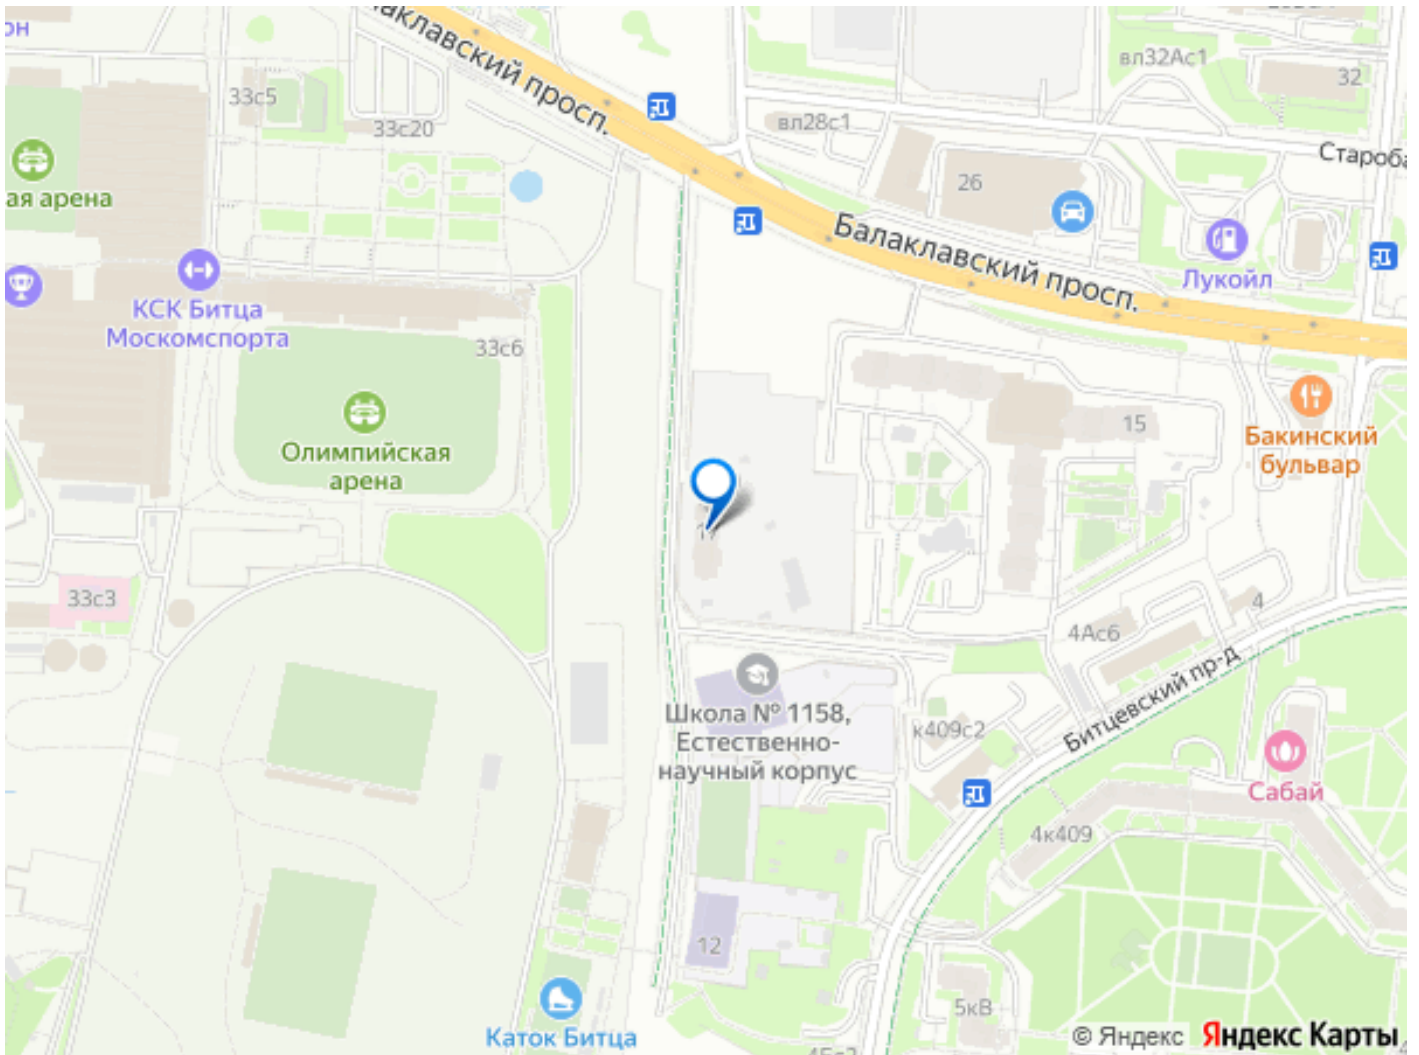 Балаклавский просп.
33с5
33с20
вл28с1
вл32Ас1
32
26
ая арена
Балаклавский просп.
Лукойл
КСК Битца
Москомспорта
33с6
Олимпийская
арена
15
Бакинский
бульвар
33с3
4Ас6
4
Битцевский пр-д
Школа № 1158,
Естественно-
научный корпус
к409с2
Сабай
4к409
12
5кВ
Каток Битца
© Яндекс
Яндекс Карты